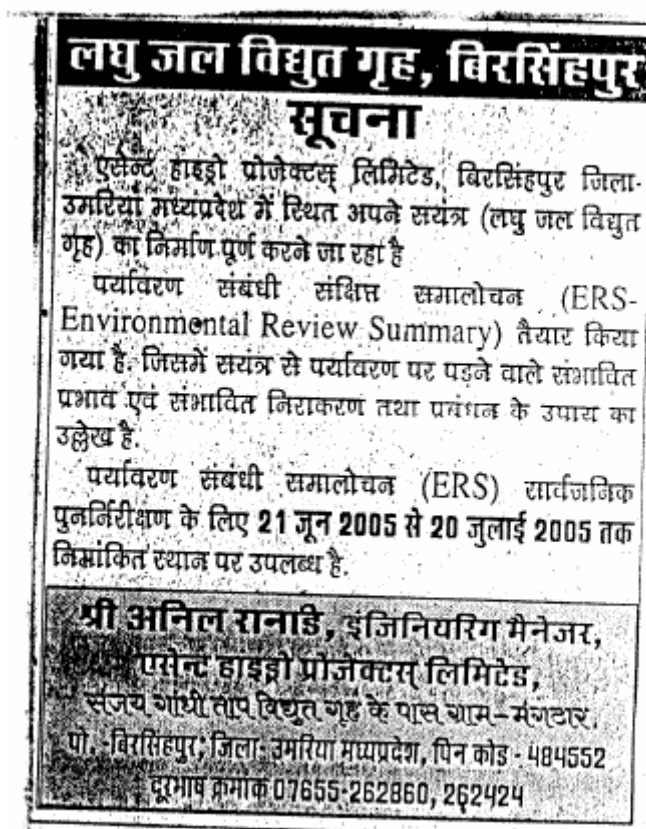 लघु जल विद्युत गृह, बिरसिंहपुर
सूचना
एसेन्ट हाइड्रो प्रोजेक्टस् लिमिटेड, बिरसिंहपुर जिला-
उमरिया मध्यप्रदेश में स्थित अपने सयंत्र (लघु जल विद्युत
गृह) का निर्माण पूर्ण करने जा रहा है
पर्यावरण संबंधी संक्षिप्त समालोचन (ERS-
Environmental Review Summary) तैयार किया
गया है. जिसमें सयंत्र से पर्यावरण पर पड़ने वाले संभावित
प्रभाव एवं संभावित निराकरण तथा प्रबंधन के उपाय का
उल्लेख है.
पर्यावरण संबंधी समालोचन (ERS) सार्वजनिक
पुनर्निरीक्षण के लिए 21 जून 2005 से 20 जुलाई 2005 तक
निमांकित स्थान पर उपलब्ध है.
श्री अनिल रानाडे, इंजिनियरिग मैनेजर,
एसेन्ट हाइड्रो प्रोजेक्टस् लिमिटेड,
संजय गांधी ताप विद्युत गृह के पास ग्राम-मंगटार,
पो. -बिरसिंहपुर; जिला- उमरिया मध्यप्रदेश, पिन कोड - 484552
दूरभाष क्रमांक 07655-262860, 262424